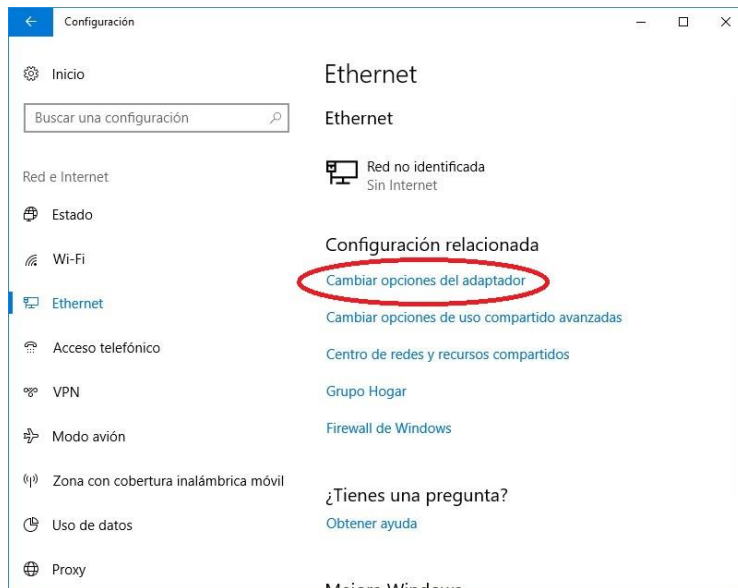 Configuración
Inicio
Buscar una configuración
Red e Internet
Estado
Wi-Fi
Ethernet
Acceso telefónico
VPN
Modo avión
Zona con cobertura inalámbrica móvil
Uso de datos
Proxy
Ethernet
Ethernet
Red no identificada
Sin Internet
Configuración relacionada
Cambiar opciones del adaptador
Cambiar opciones de uso compartido avanzadas
Centro de redes y recursos compartidos
Grupo Hogar
Firewall de Windows
¿Tienes una pregunta?
Obtener ayuda
Mejora Windows